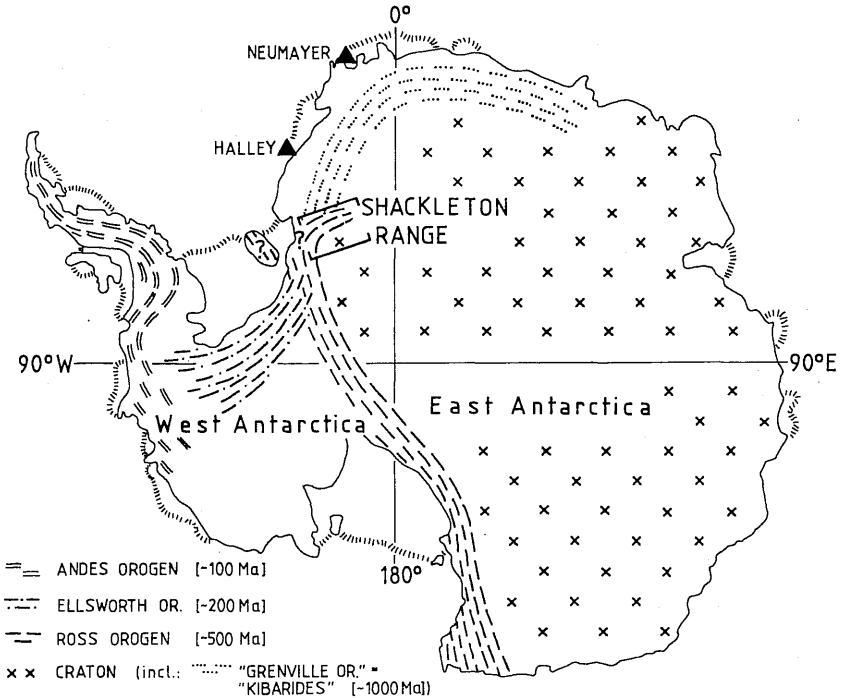 0°
NEUMAYER
HALLEY
SHACKLETON
RANGE
90°W
90°E
East Antarctica
West Antarctica
180°
ANDES OROGEN [~100 Ma]
ELLSWORTH OR. [~200 Ma]
ROSS OROGEN [~500 Ma]
x x CRATON (incl.: "GRENVILLE OR." =
"KIBARIDES" [~1000 Ma])